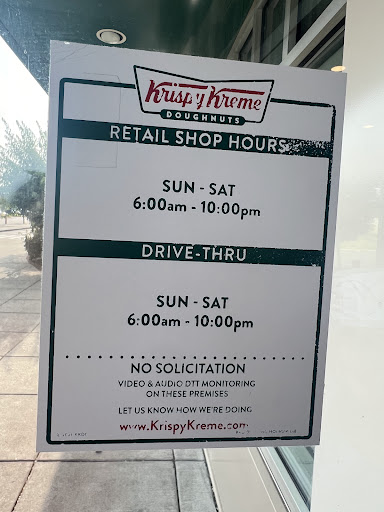 Krispy Kreme
DOUGHNUTS
RETAIL SHOP HOURS
SUN - SAT
6:00am - 10:00pm
DRIVE-THRU
SUN - SAT
6:00am - 10:00pm
NO SOLICITATION
VIDEO & AUDIO DTT MONITORING
ON THESE PREMISES
LET US KNOW HOW WE'RE DOING
www.KrispyKreme.com